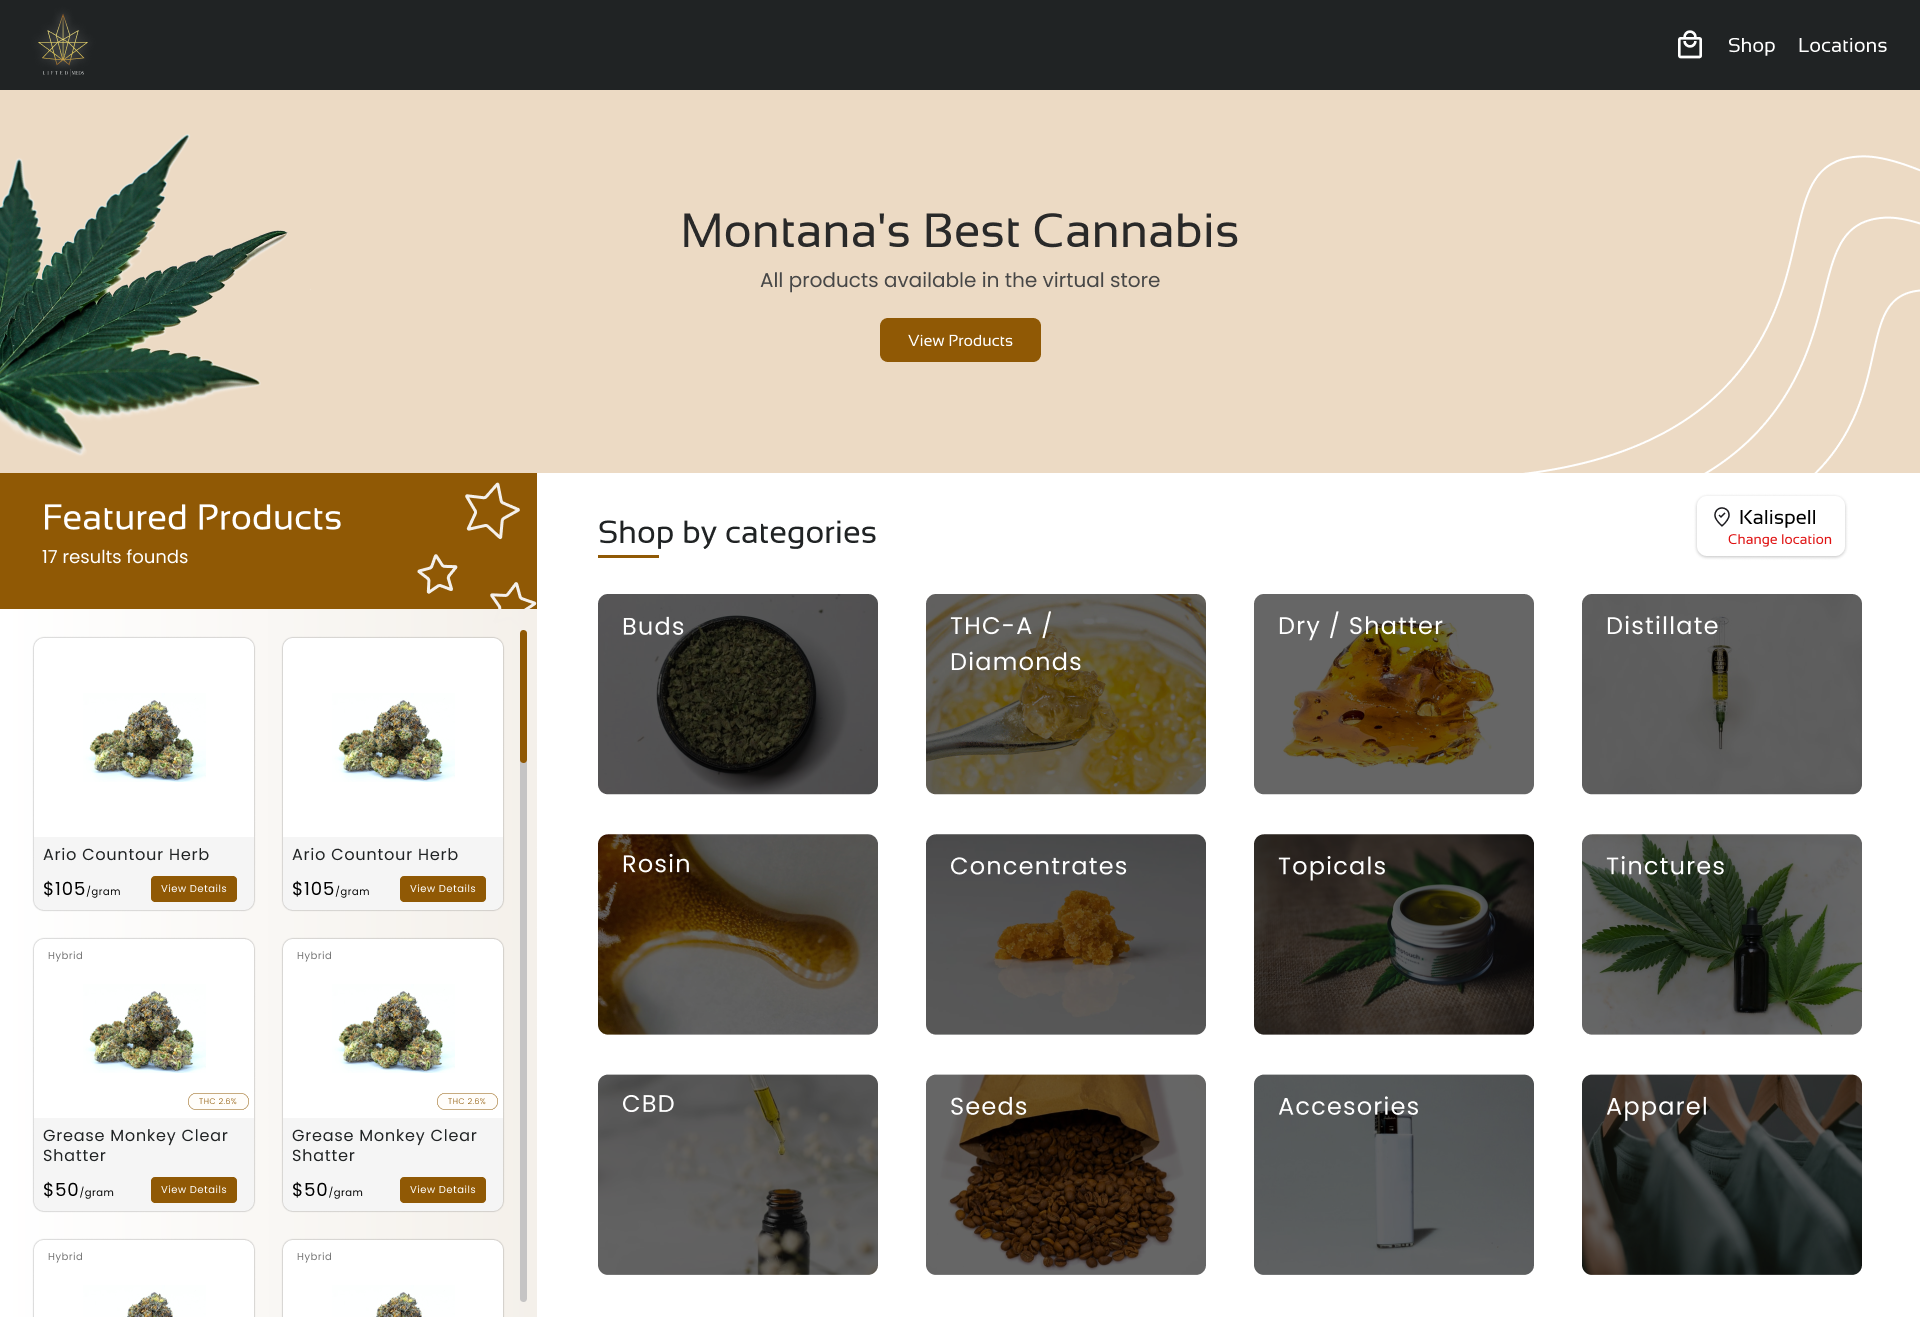 LIFTED MEDS
Shop
Locations
Montana's Best Cannabis
All products available in the virtual store
View Products
Featured Products
17 results founds
Ario Countour Herb
$105/gram
View Details
Ario Countour Herb
$105/gram
View Details
Hybrid
THC 2.6%
Grease Monkey Clear
Shatter
$50/gram
View Details
Hybrid
THC 2.6%
Grease Monkey Clear
Shatter
$50/gram
View Details
Hybrid
Hybrid
Shop by categories
Kalispell
Change location
Buds
THC-A /
Diamonds
Dry / Shatter
Distillate
Rosin
Concentrates
Topicals
Tinctures
CBD
Seeds
Accesories
Apparel